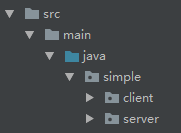 src
main
java
simple
client
server